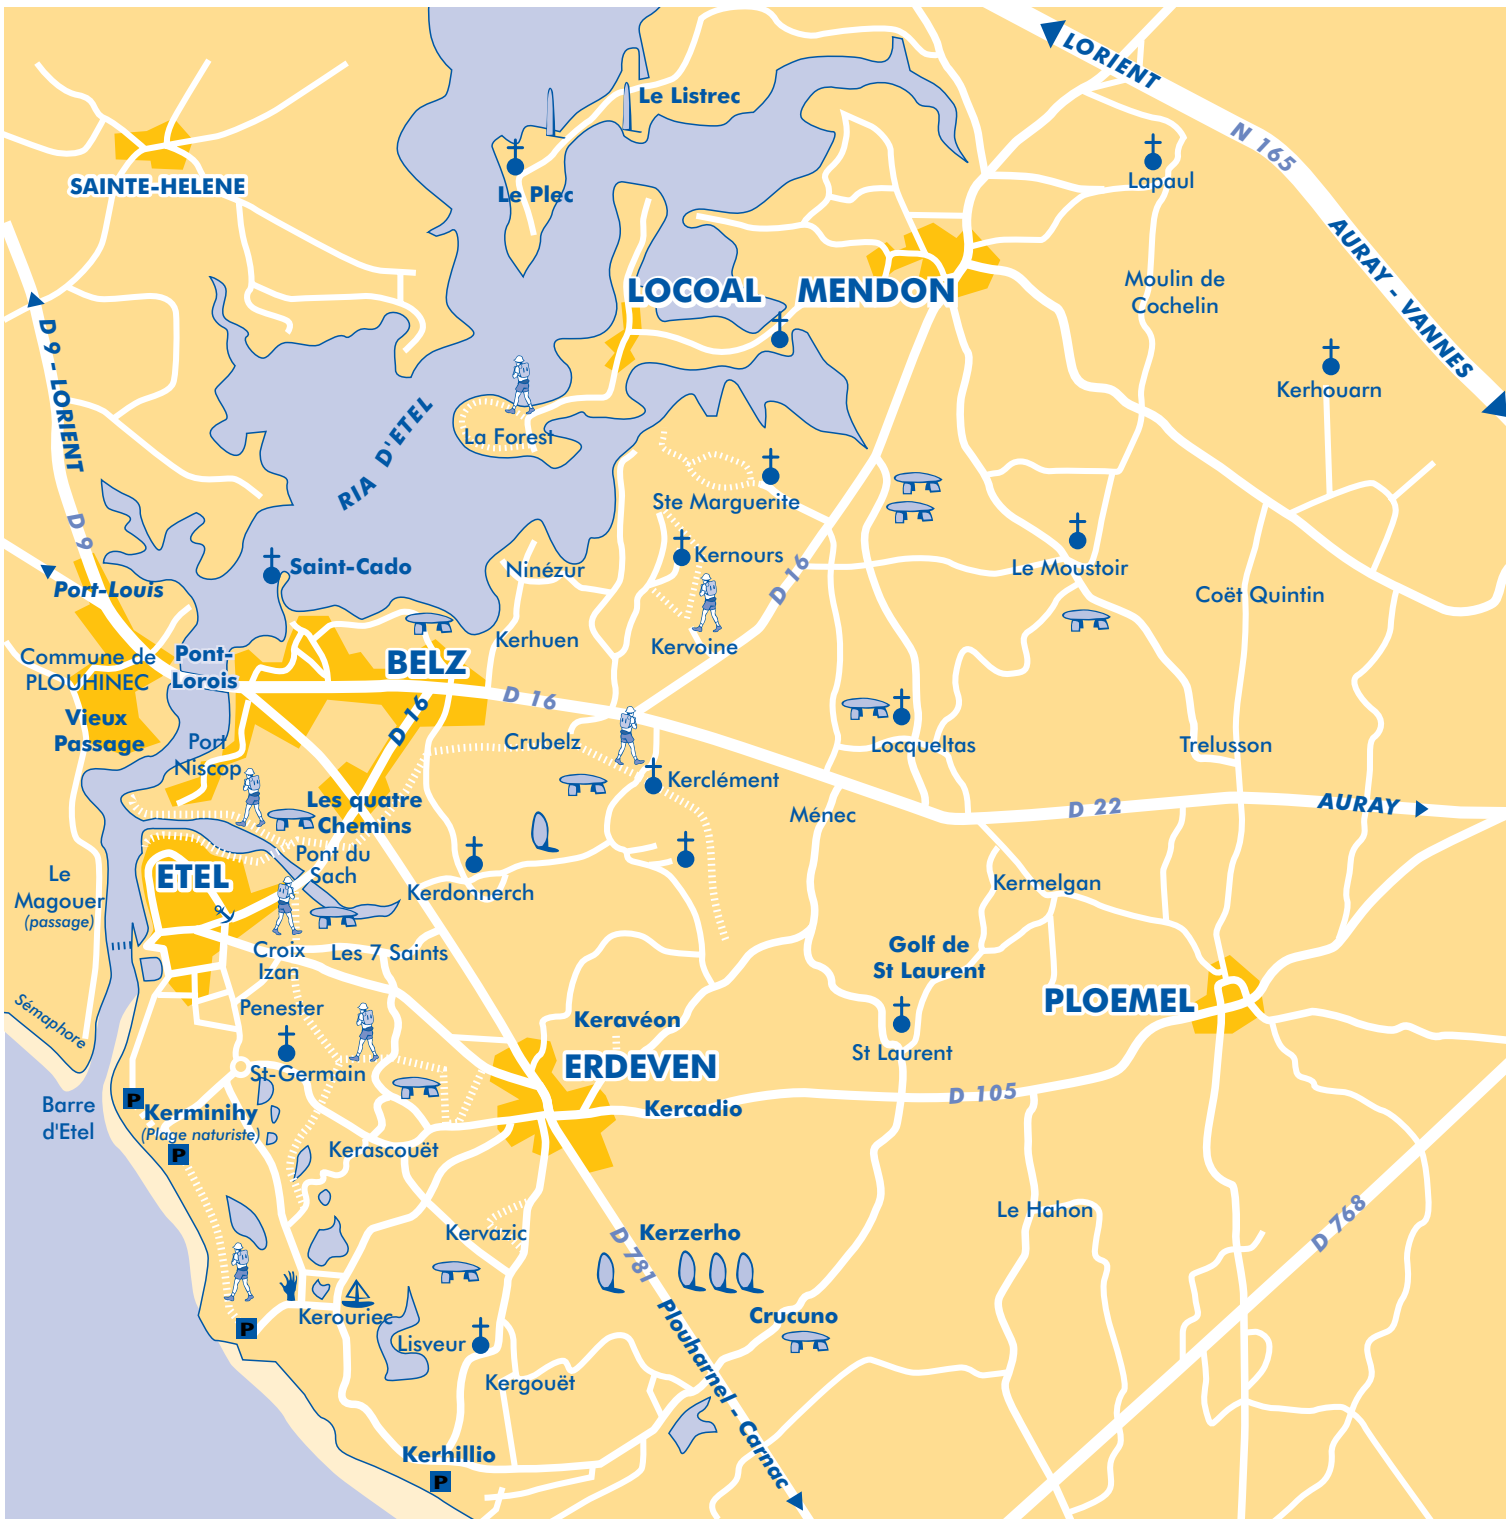 LORIENT
N 165
AURAY - VANNES
Le Listrec
Le Plec
SAINTE-HELENE
Lapaul
LOCOAL MENDON
Moulin de
Cochelin
D 9 - LORIENT
Kerhouarn
RIA D'ETEL
La Forest
Ste Marguerite
D 9
Kernours
Saint-Cado
Ninézur
D 16
Le Moustoir
Port-Louis
Coët Quintin
Kerhuen
Kervoine
Commune de
PLOUHINEC
Pont-
Lorois
BELZ
D 16
D 16
Vieux
Passage
Port
Niscop
Crubelz
Locqueltas
Trelusson
Kerclément
Les quatre
Chemins
Ménec
D 22
AURAY
Pont du
Sach
Le
Magouer
(passage)
ETEL
Kerdonnerch
Kermelgan
Croix
Izan
Les 7 Saints
Golf de
St Laurent
Sémaphore
Penester
Keravéon
PLOEMEL
St Laurent
St-Germain
ERDEVEN
D 105
Barre
d'Etel
P
Kerminihy
(Plage naturiste)
P
Kercadio
Kerascouët
Le Hahon
D 768
Kervazic
D 781
Kerzerho
Kerouriec
P
Lisveur
Crucuno
Kergouët
Plouharnel - Carnac
Kerhillio
P